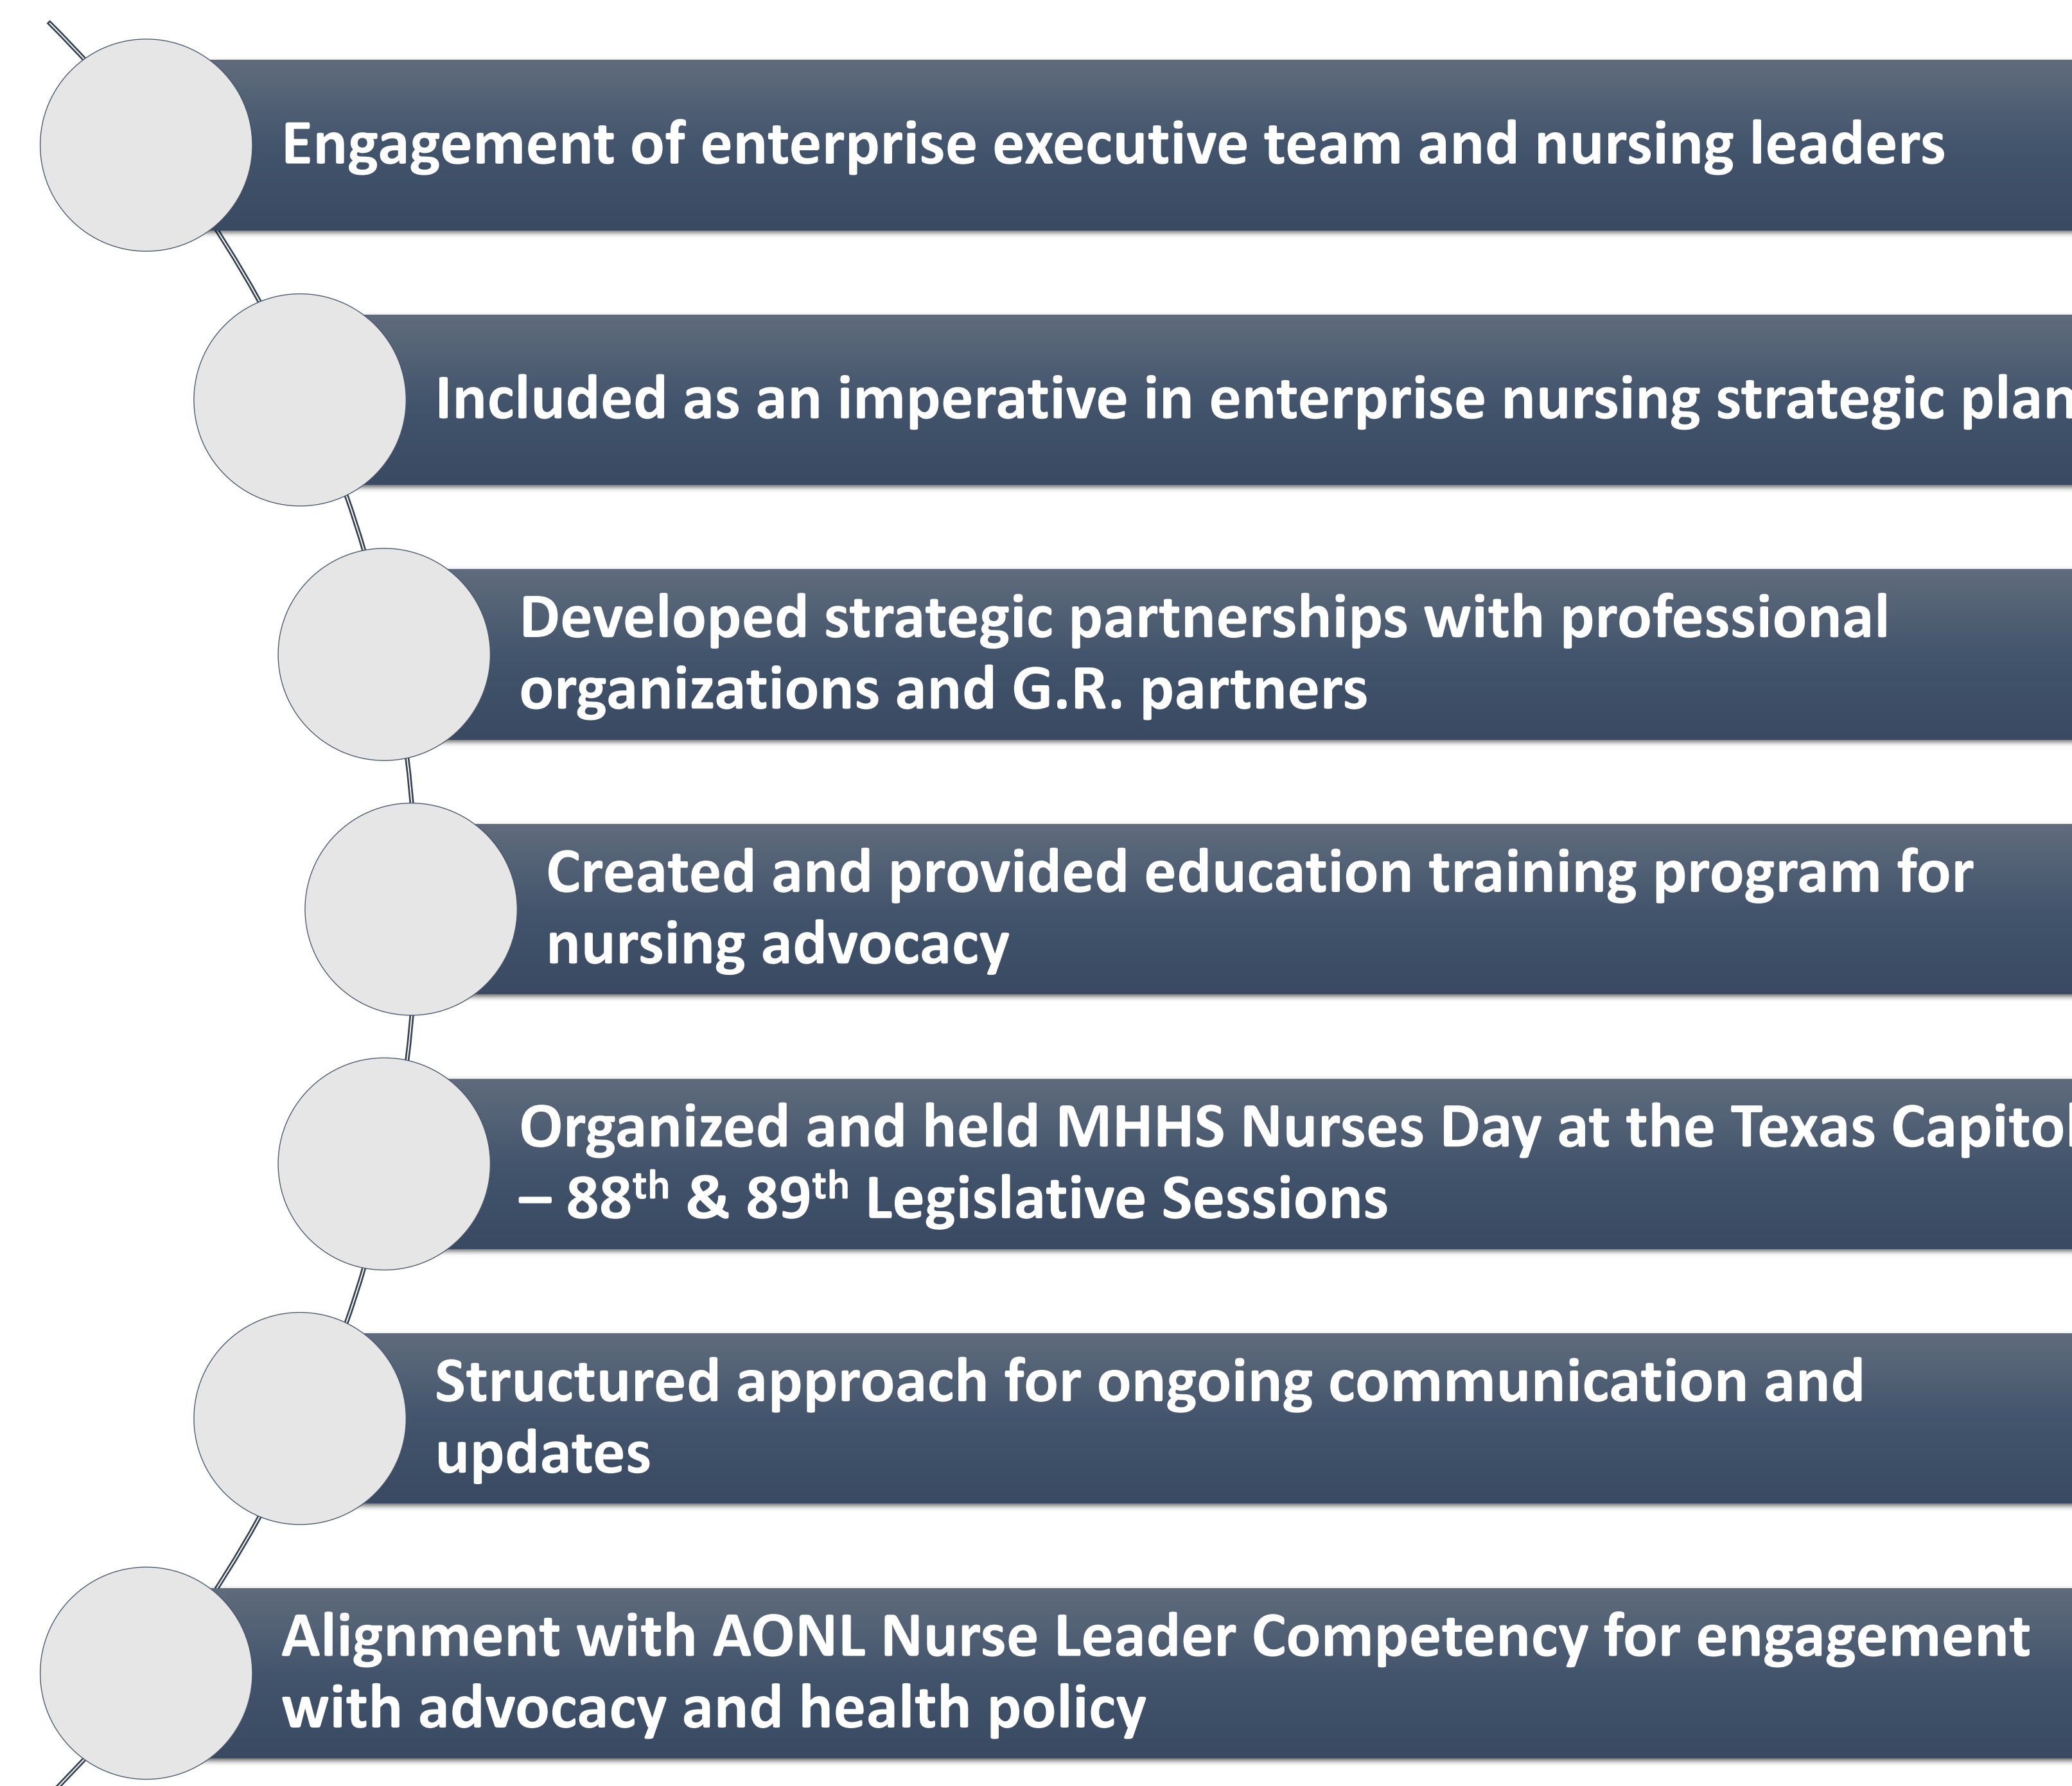 Engagement of enterprise executive team and nursing leaders
Included as an imperative in enterprise nursing strategic plan
Developed strategic partnerships with professional
organizations and G.R. partners
Created and provided education training program for
nursing advocacy
Organized and held MHHS Nurses Day at the Texas Capitol
– 88th & 89th Legislative Sessions
Structured approach for ongoing communication and
updates
Alignment with AONL Nurse Leader Competency for engagement
with advocacy and health policy